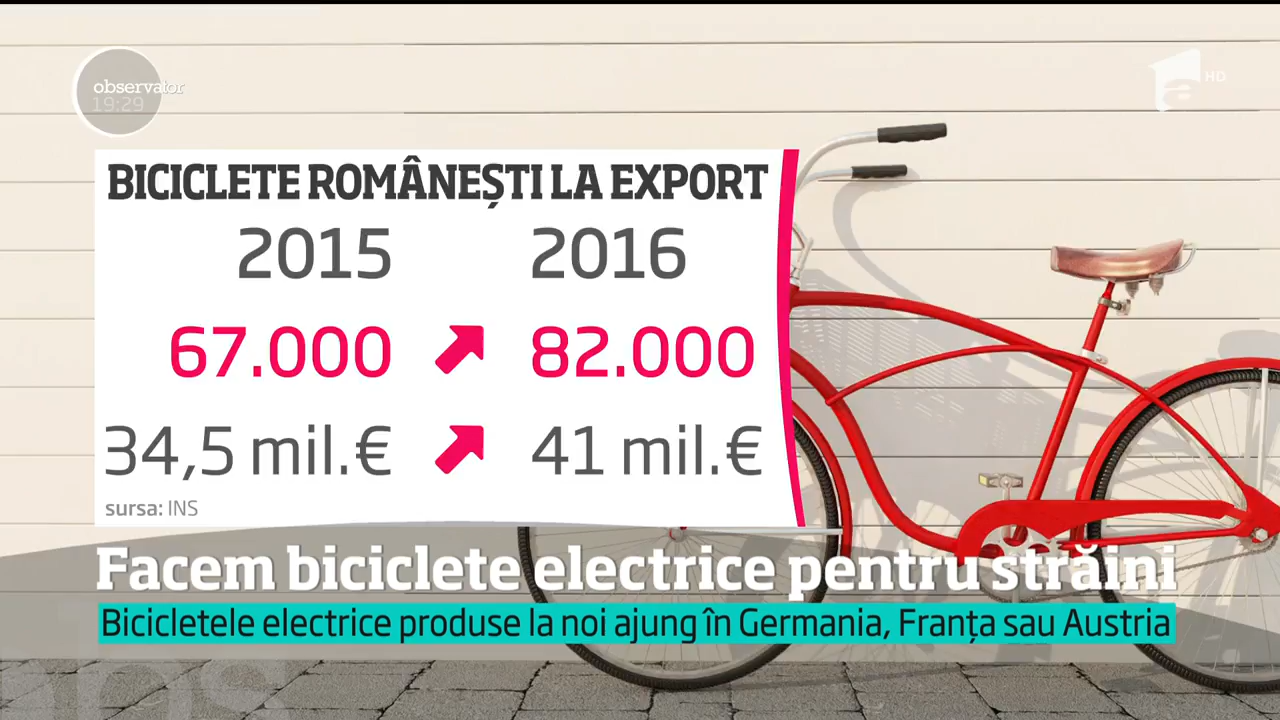 observator
19:29
HD
BICICLETE ROMÂNEȘTI LA EXPORT
2015 2016
67.000 82.000
34,5 mil.€ 41 mil.€
sursa: INS
Facem biciclete electrice pentru străini
Bicicletele electrice produse la noi ajung în Germania, Franța sau Austria